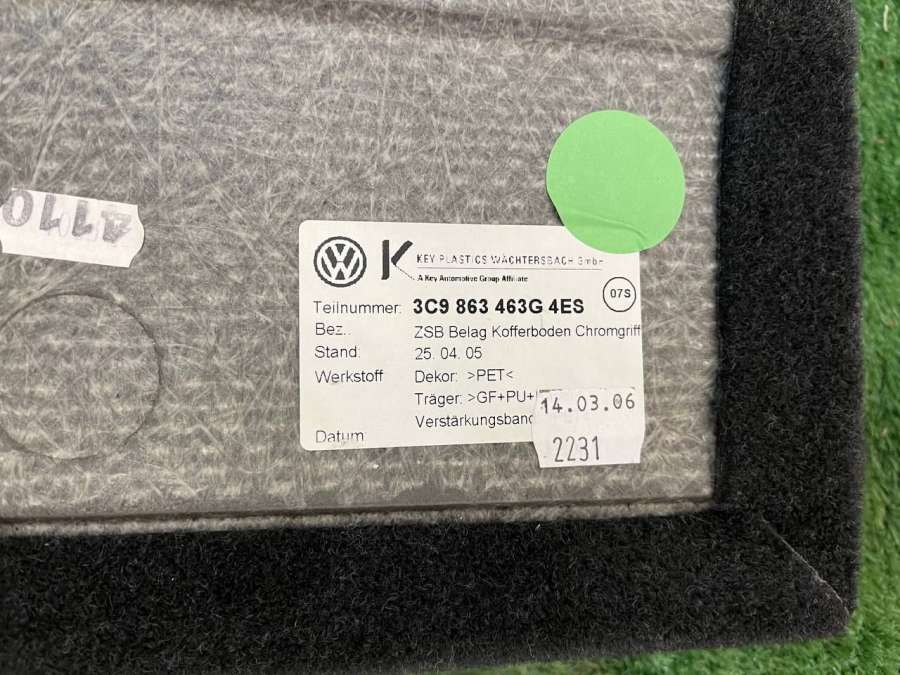 4110
KEY PLASTICS WÄCHTERSBACH GmbH
A Key Automotive Group Affiliate
07S
Teilnummer: 3C9 863 463G 4ES
Bez.: ZSB Belag Kofferboden Chromgriff
Stand: 25. 04. 05
Werkstoff Dekor: >PET<
Träger: >GF+PU+
Verstärkungsband
Datum:
14.03.06
2231